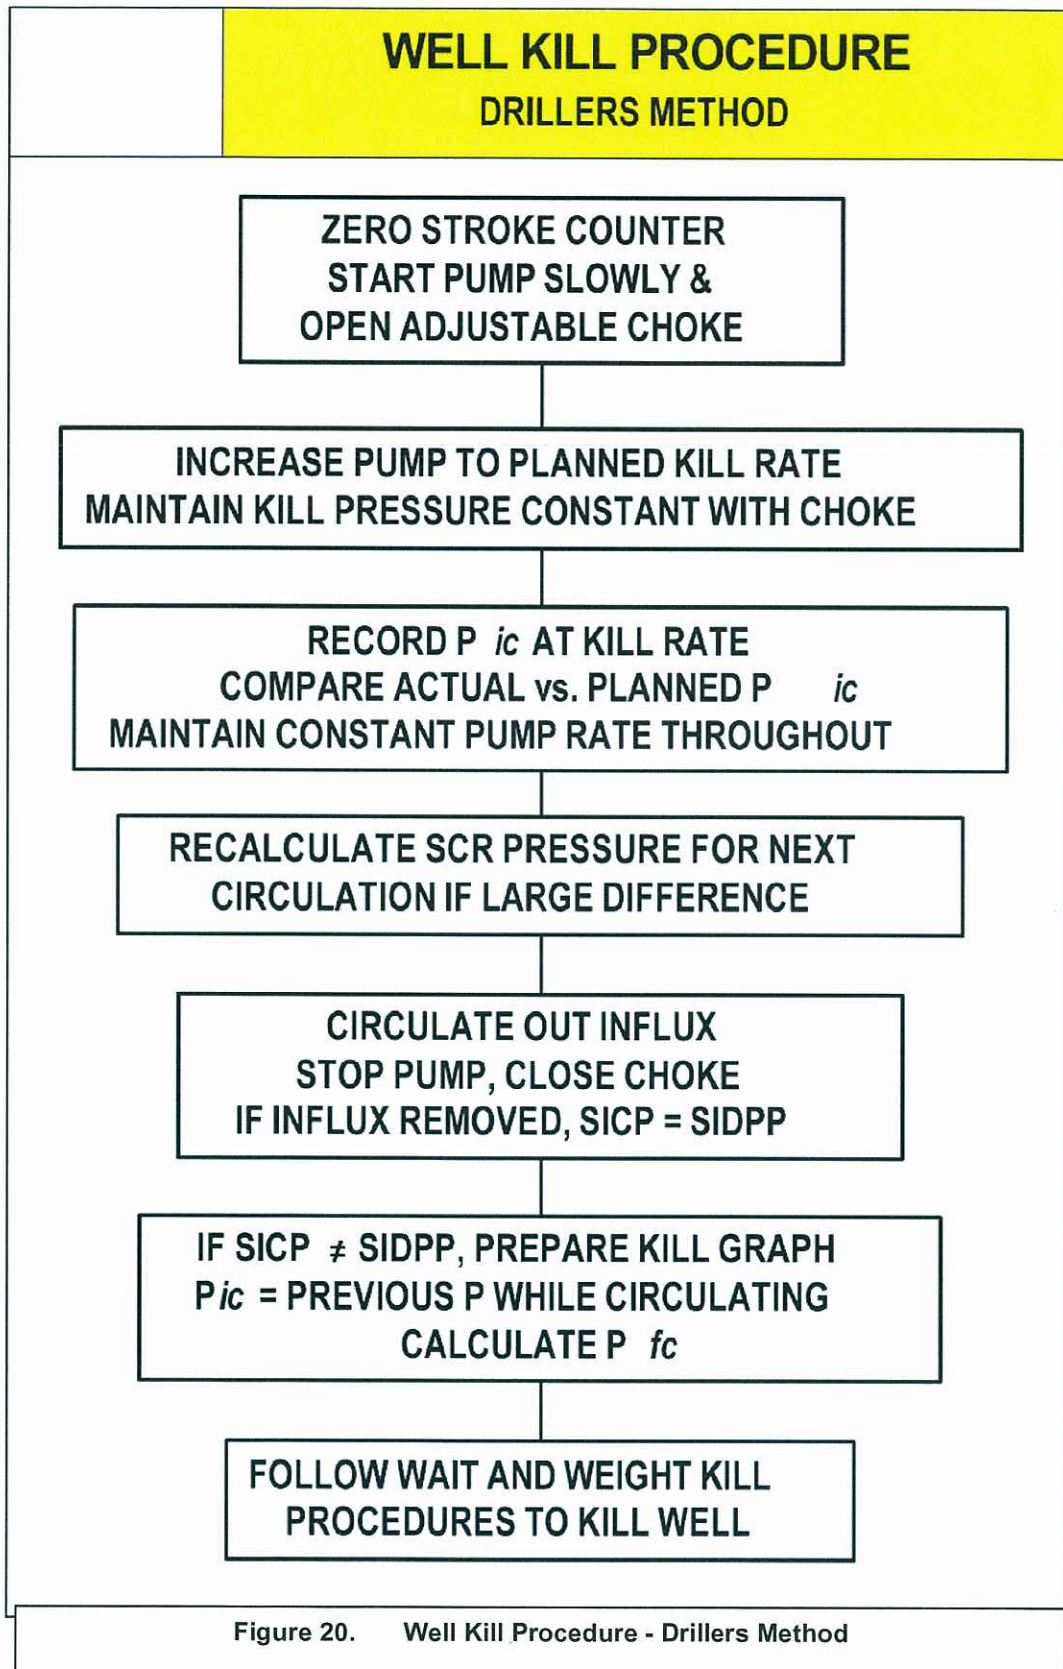 WELL KILL PROCEDURE
DRILLERS METHOD
ZERO STROKE COUNTER
START PUMP SLOWLY &
OPEN ADJUSTABLE CHOKE
INCREASE PUMP TO PLANNED KILL RATE
MAINTAIN KILL PRESSURE CONSTANT WITH CHOKE
RECORD P ic AT KILL RATE
COMPARE ACTUAL vs. PLANNED P ic
MAINTAIN CONSTANT PUMP RATE THROUGHOUT
RECALCULATE SCR PRESSURE FOR NEXT
CIRCULATION IF LARGE DIFFERENCE
CIRCULATE OUT INFLUX
STOP PUMP, CLOSE CHOKE
IF INFLUX REMOVED, SICP = SIDPP
IF SICP ≠ SIDPP, PREPARE KILL GRAPH
Pic = PREVIOUS P WHILE CIRCULATING
CALCULATE P fc
FOLLOW WAIT AND WEIGHT KILL
PROCEDURES TO KILL WELL
Figure 20. Well Kill Procedure - Drillers Method